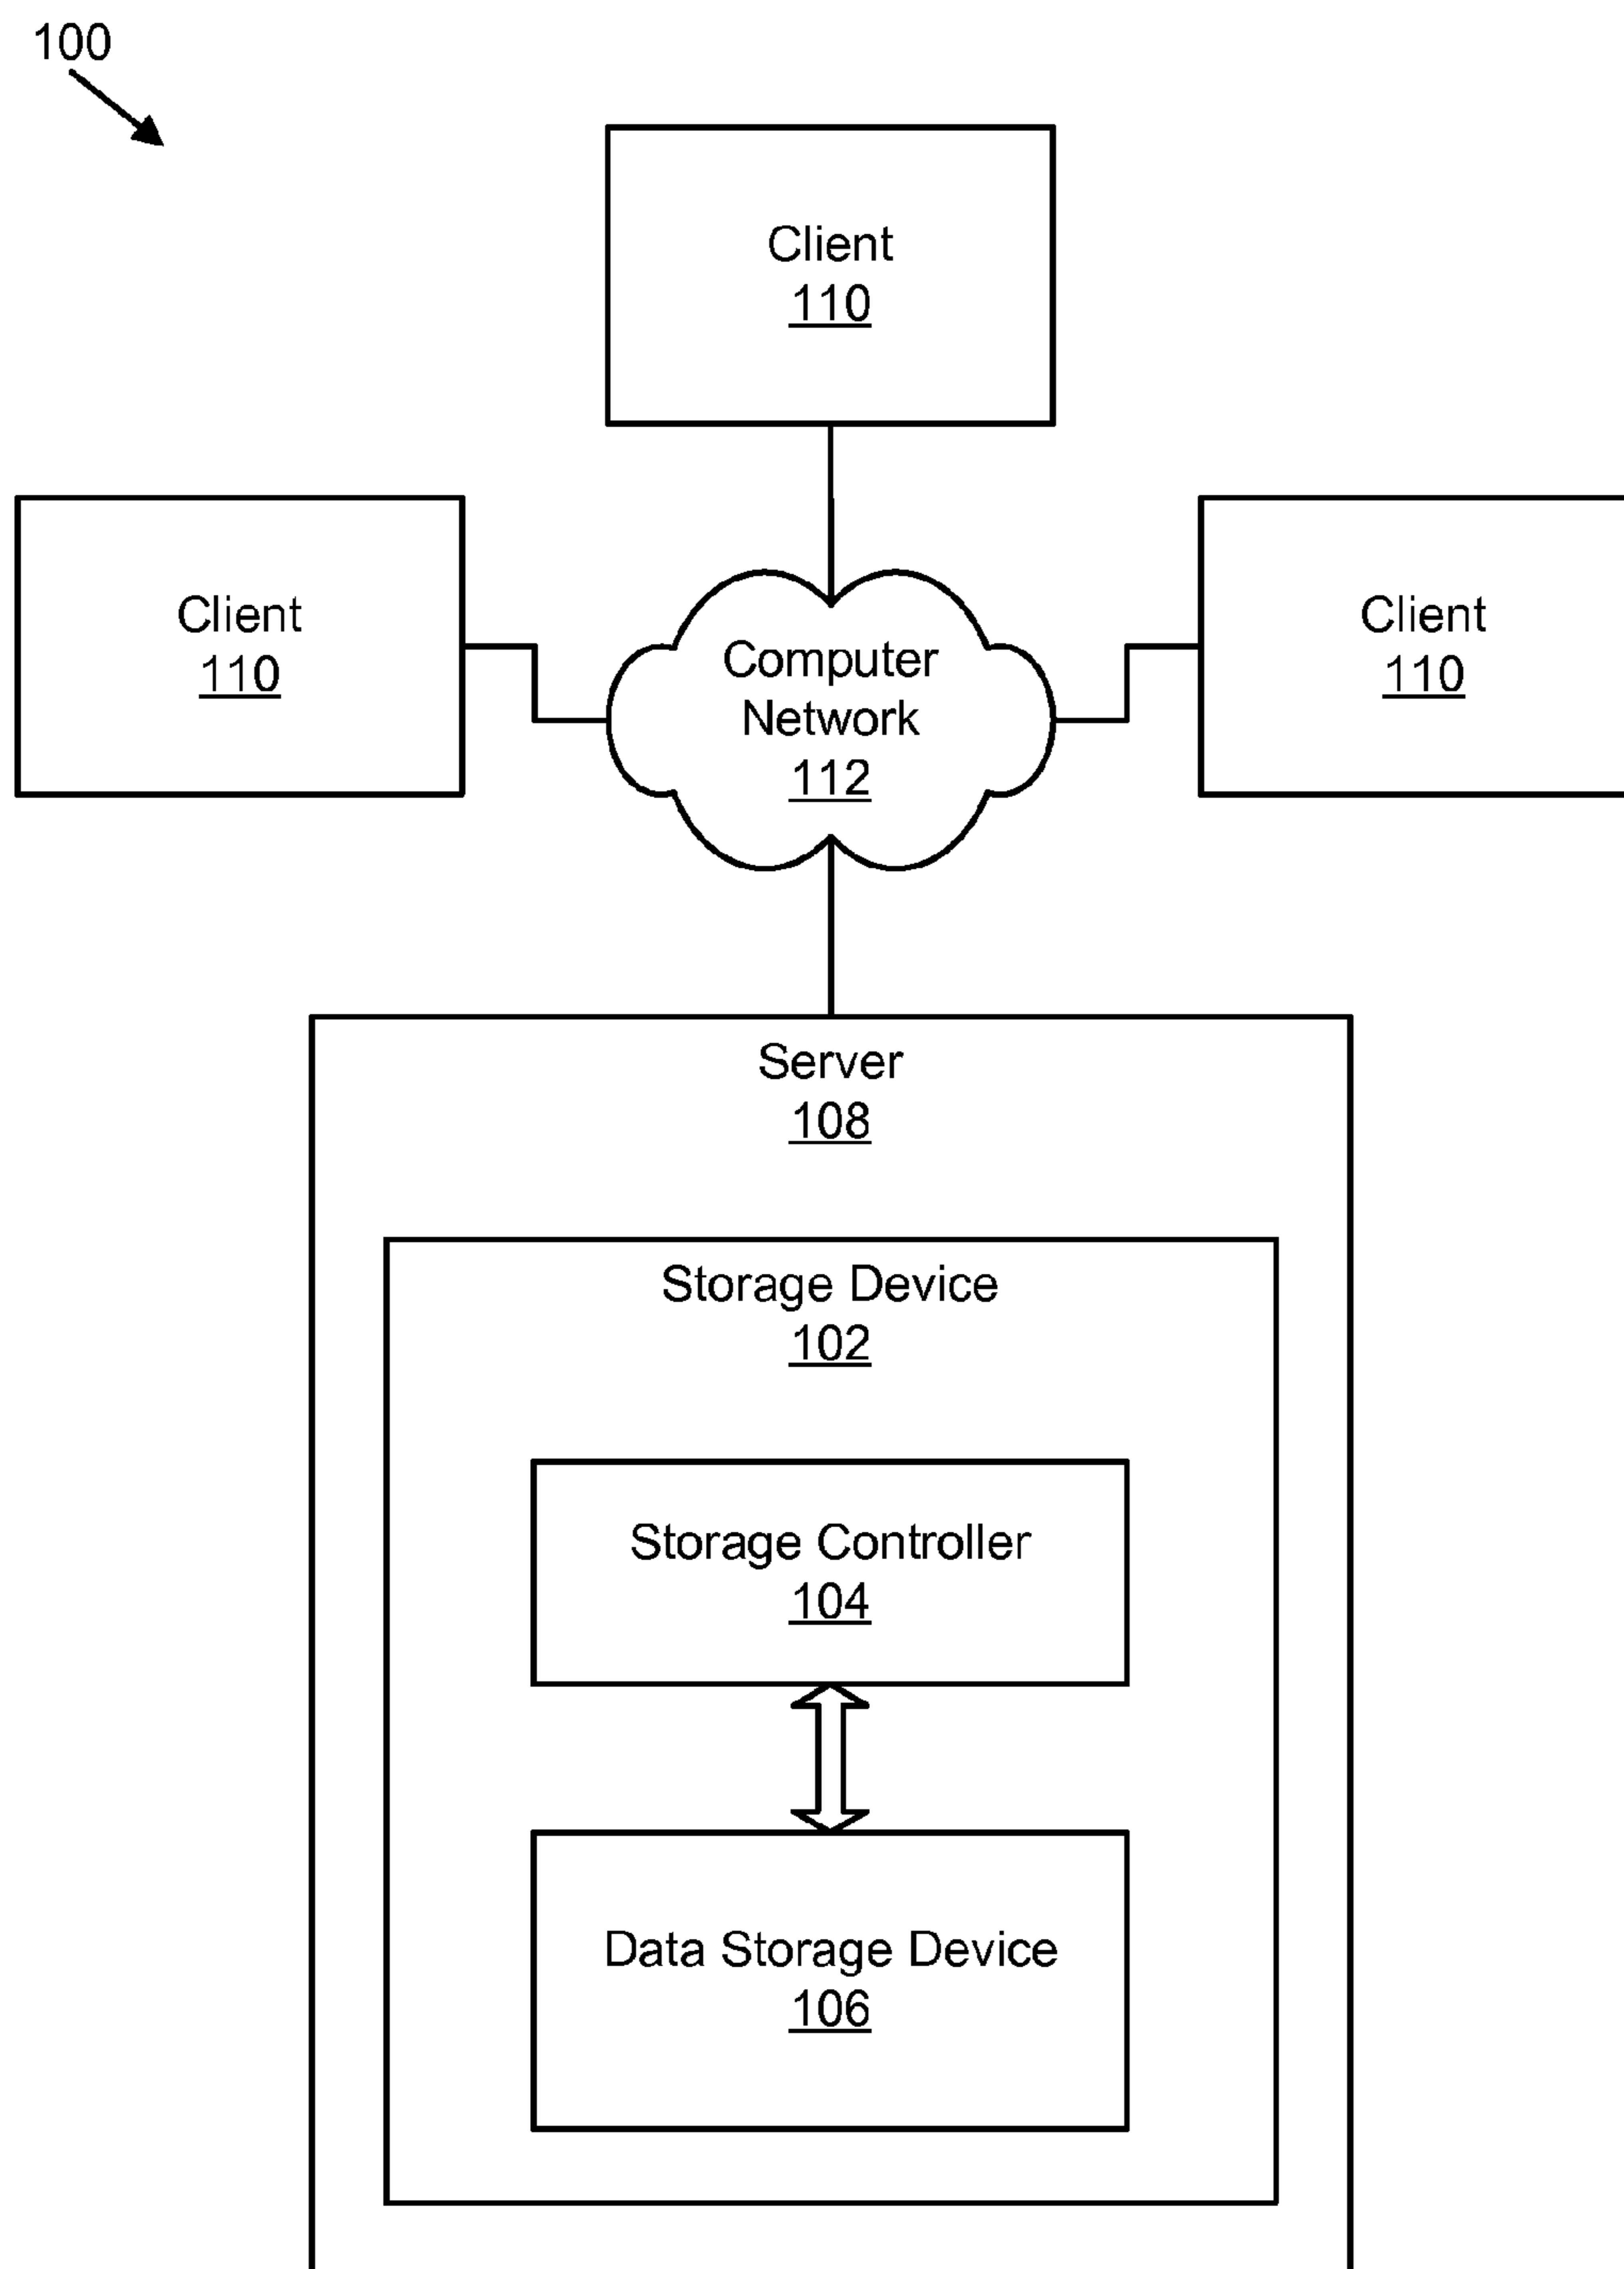 100
Client
110
Client
110
Client
110
Computer
Network
112
Server
108
Storage Device
102
Storage Controller
104
Data Storage Device
106